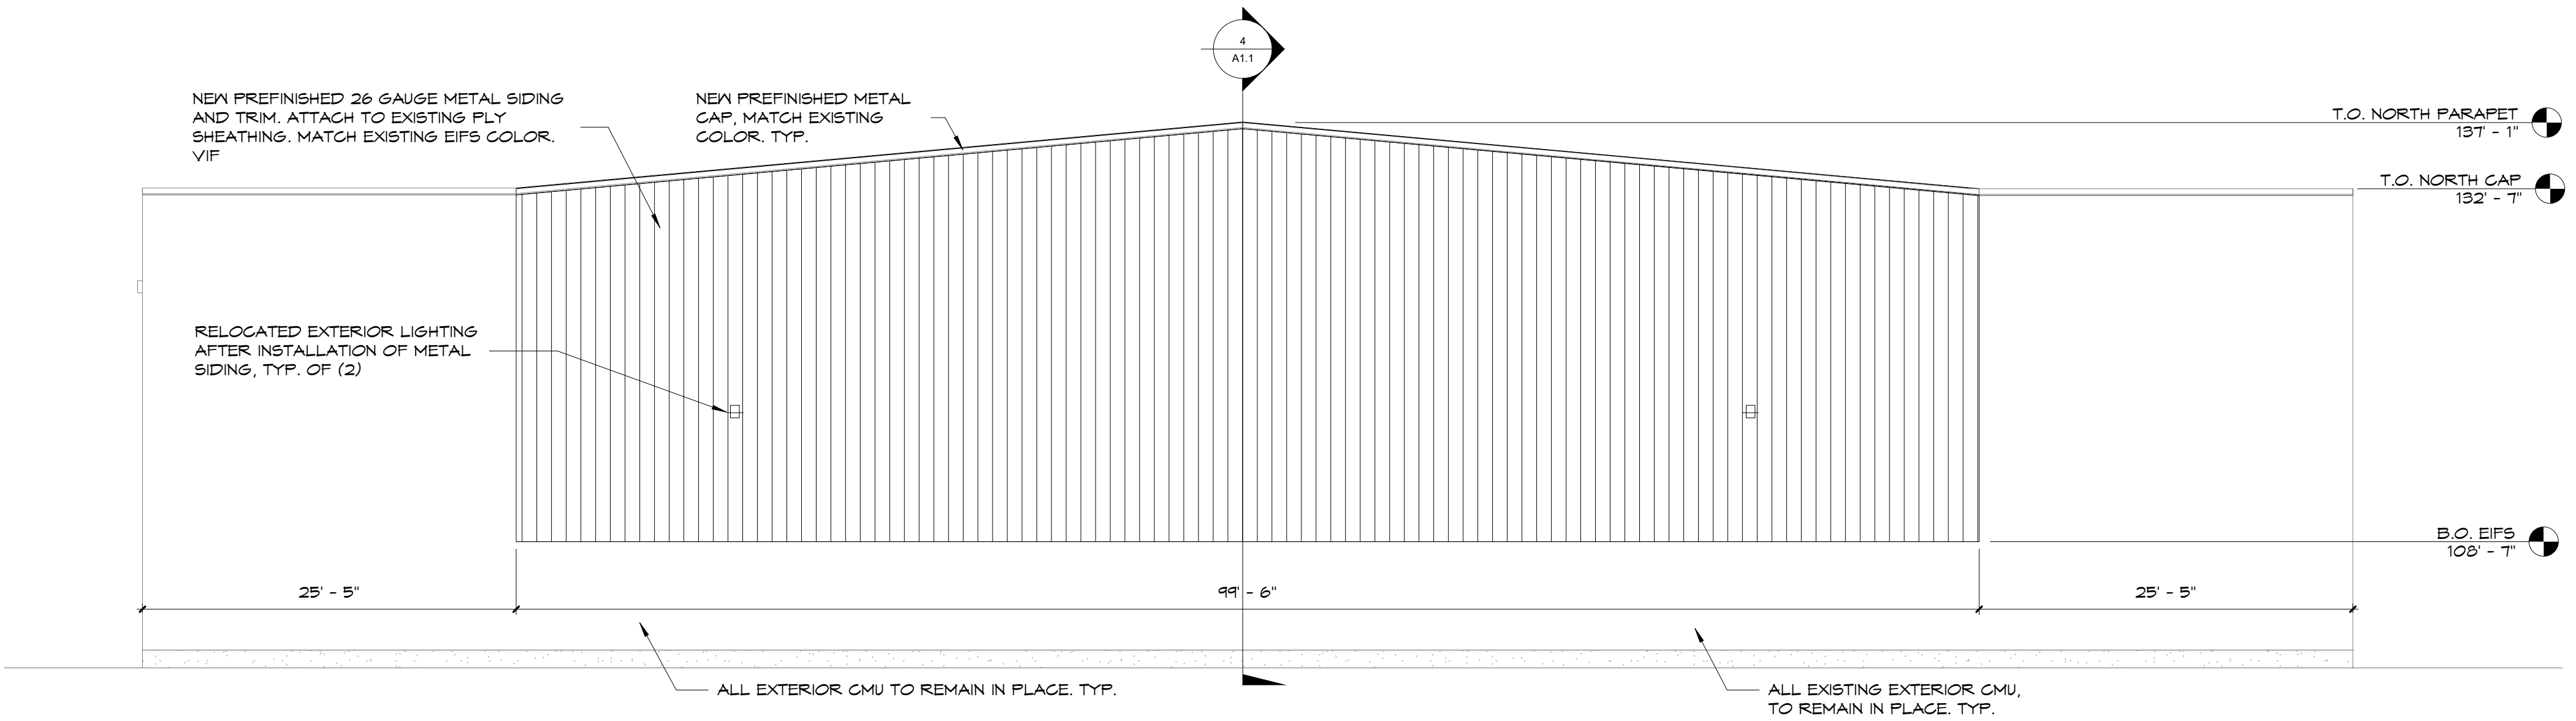 4
A1.1
NEW PREFINISHED 26 GAUGE METAL SIDING
AND TRIM. ATTACH TO EXISTING PLY
SHEATHING. MATCH EXISTING EIFS COLOR.
VIF
NEW PREFINISHED METAL
CAP, MATCH EXISTING
COLOR. TYP.
T.O. NORTH PARAPET
137' - 1"
T.O. NORTH CAP
132' - 7"
RELOCATED EXTERIOR LIGHTING
AFTER INSTALLATION OF METAL
SIDING, TYP. OF (2)
B.O. EIFS
108' - 7"
25' - 5"
99' - 6"
25' - 5"
ALL EXTERIOR CMU TO REMAIN IN PLACE. TYP.
ALL EXISTING EXTERIOR CMU,
TO REMAIN IN PLACE. TYP.